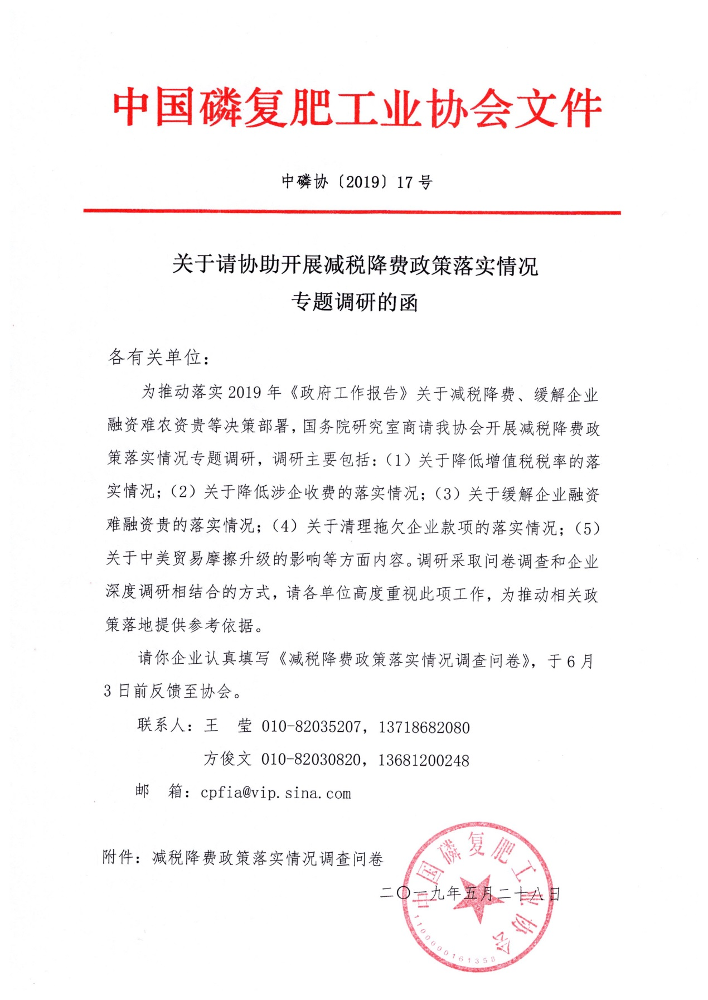 中国磷复肥工业协会文件
中磷协〔2019〕17号
关于请协助开展减税降费政策落实情况
专题调研的函
各有关单位：
为推动落实 2019 年《政府工作报告》关于减税降费、缓解企业
融资难农资贵等决策部署，国务院研究室商请我协会开展减税降费政
策落实情况专题调研，调研主要包括：（1）关于降低增值税税率的落
实情况；（2）关于降低涉企收费的落实情况；（3）关于缓解企业融资
难融资贵的落实情况；（4）关于清理拖欠企业款项的落实情况；（5）
关于中美贸易摩擦升级的影响等方面内容。调研采取问卷调查和企业
深度调研相结合的方式，请各单位高度重视此项工作，为推动相关政
策落地提供参考依据。
请你企业认真填写《减税降费政策落实情况调查问卷》，于 6 月
3 日前反馈至协会。
联系人：王　莹 010-82035207，13718682080
方俊文 010-82030820，13681200248
邮　箱：cpfia@vip.sina.com
附件：减税降费政策落实情况调查问卷
二〇一九年五月二十八日
中国磷复肥工业协会
1100000161358